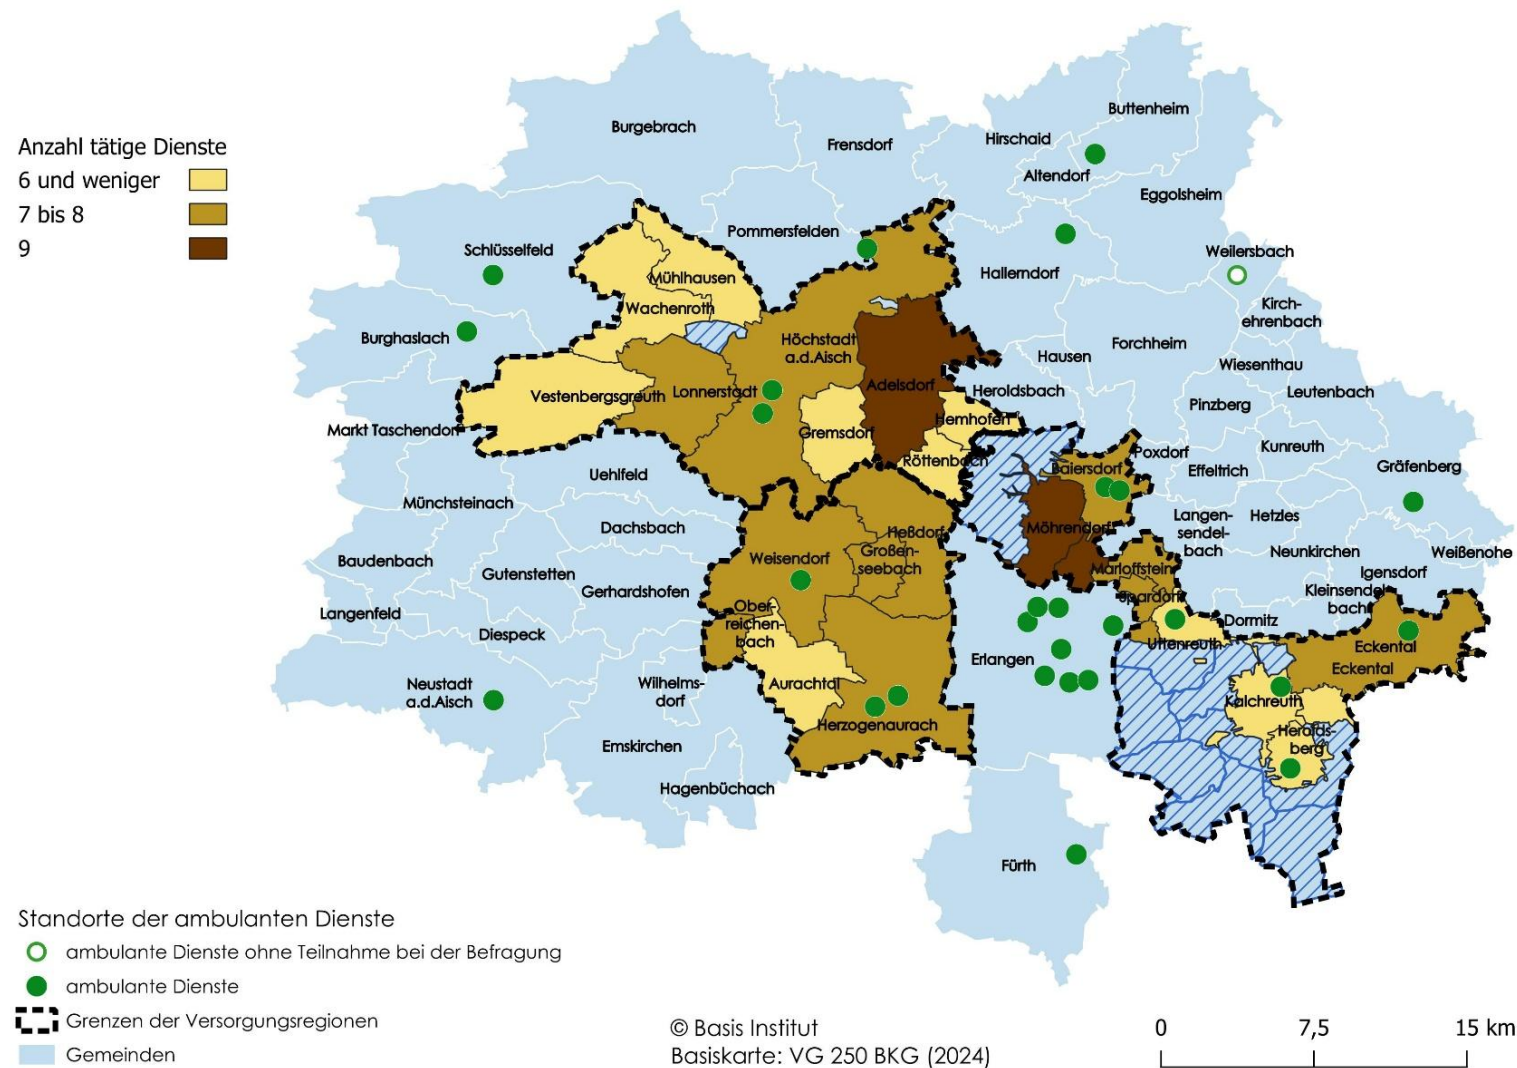 Anzahl tätige Dienste
6 und weniger
7 bis 8
9
Burgebrach
Frensdorf
Hirschaid
Buttenheim
Altendorf
Eggolsheim
Schlüsselfeld
Pommersfelden
Hallerndorf
Weilersbach
Mühlhausen
Wachenroth
Kirch-
ehrenbach
Burghaslach
Höchstadt
a.d.Aisch
Hausen
Forchheim
Wiesenthau
Vestenbergsgreuth
Lonnerstadt
Adelsdorf
Heroldsbach
Leutenbach
Pinzberg
Markt Taschendorf
Gremsdorf
Hemhofen
Röttenbach
Baiersdorf
Poxdorf
Kunreuth
Effeltrich
Gräfenberg
Uehlfeld
Münchsteinach
Dachsbach
Heßdorf
Möhrendorf
Langen-
sendel-
bach
Hetzles
Baudenbach
Weisendorf
Großen-
seebach
Neunkirchen
Weißenohe
Gutenstetten
Gerhardshofen
Marloffstein
Igensdorf
Spardorf
Kleinsendel
bach
Langenfeld
Ober-
reichen-
bach
Diespeck
Dormitz
Uttenreuth
Eckental
Eckental
Erlangen
Neustadt
a.d.Aisch
Wilhelms-
dorf
Aurachtal
Kalchreuth
Herzogenaurach
Herolds-
berg
Emskirchen
Hagenbüchach
Fürth
Standorte der ambulanten Dienste
ambulante Dienste ohne Teilnahme bei der Befragung
ambulante Dienste
Grenzen der Versorgungsregionen
Gemeinden
© Basis Institut
Basiskarte: VG 250 BKG (2024)
0 7,5 15 km